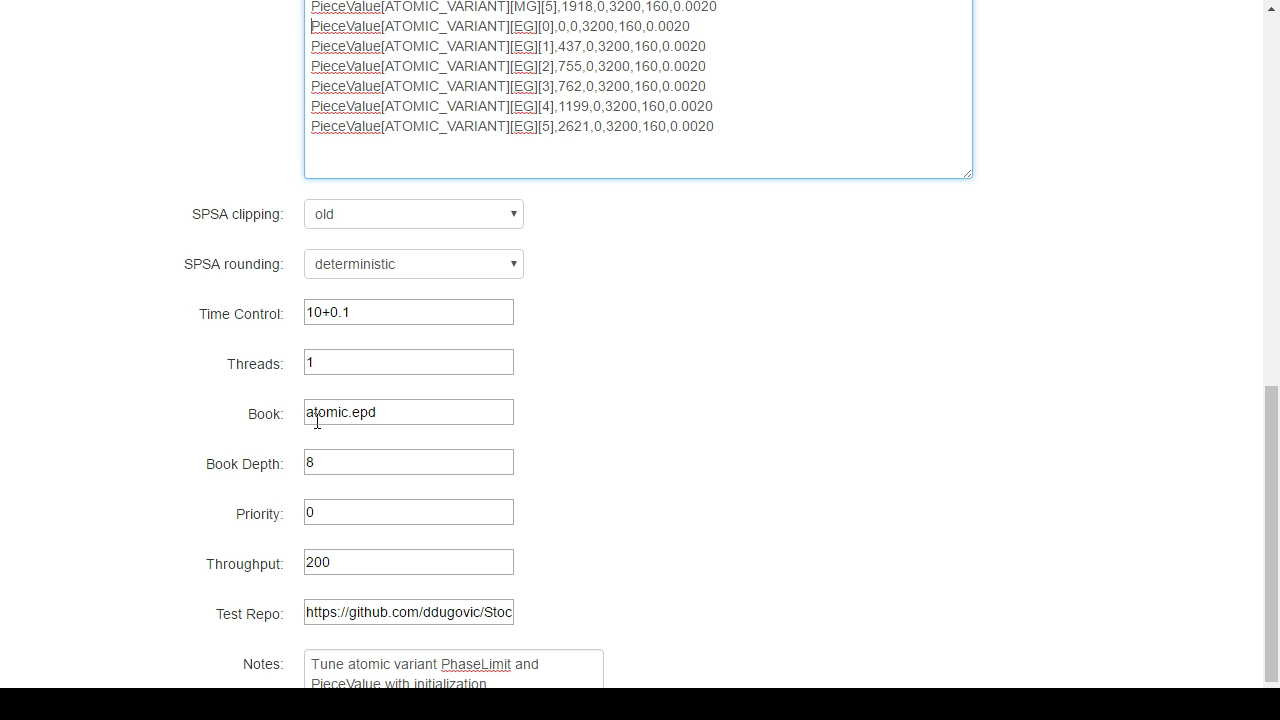 PieceValue[ATOMIC_VARIANT][MG][5],1918,0,3200,160,0.0020
PieceValue[ATOMIC_VARIANT][EG][0],0,0,3200,160,0.0020
PieceValue[ATOMIC_VARIANT][EG][1],437,0,3200,160,0.0020
PieceValue[ATOMIC_VARIANT][EG][2],755,0,3200,160,0.0020
PieceValue[ATOMIC_VARIANT][EG][3],762,0,3200,160,0.0020
PieceValue[ATOMIC_VARIANT][EG][4],1199,0,3200,160,0.0020
PieceValue[ATOMIC_VARIANT][EG][5],2621,0,3200,160,0.0020
SPSA clipping: old
SPSA rounding: deterministic
Time Control: 10+0.1
Threads: 1
Book: atomic.epd
Book Depth: 8
Priority: 0
Throughput: 200
Test Repo: https://github.com/ddugovic/Stoc
Notes: Tune atomic variant PhaseLimit and
PieceValue with initialization